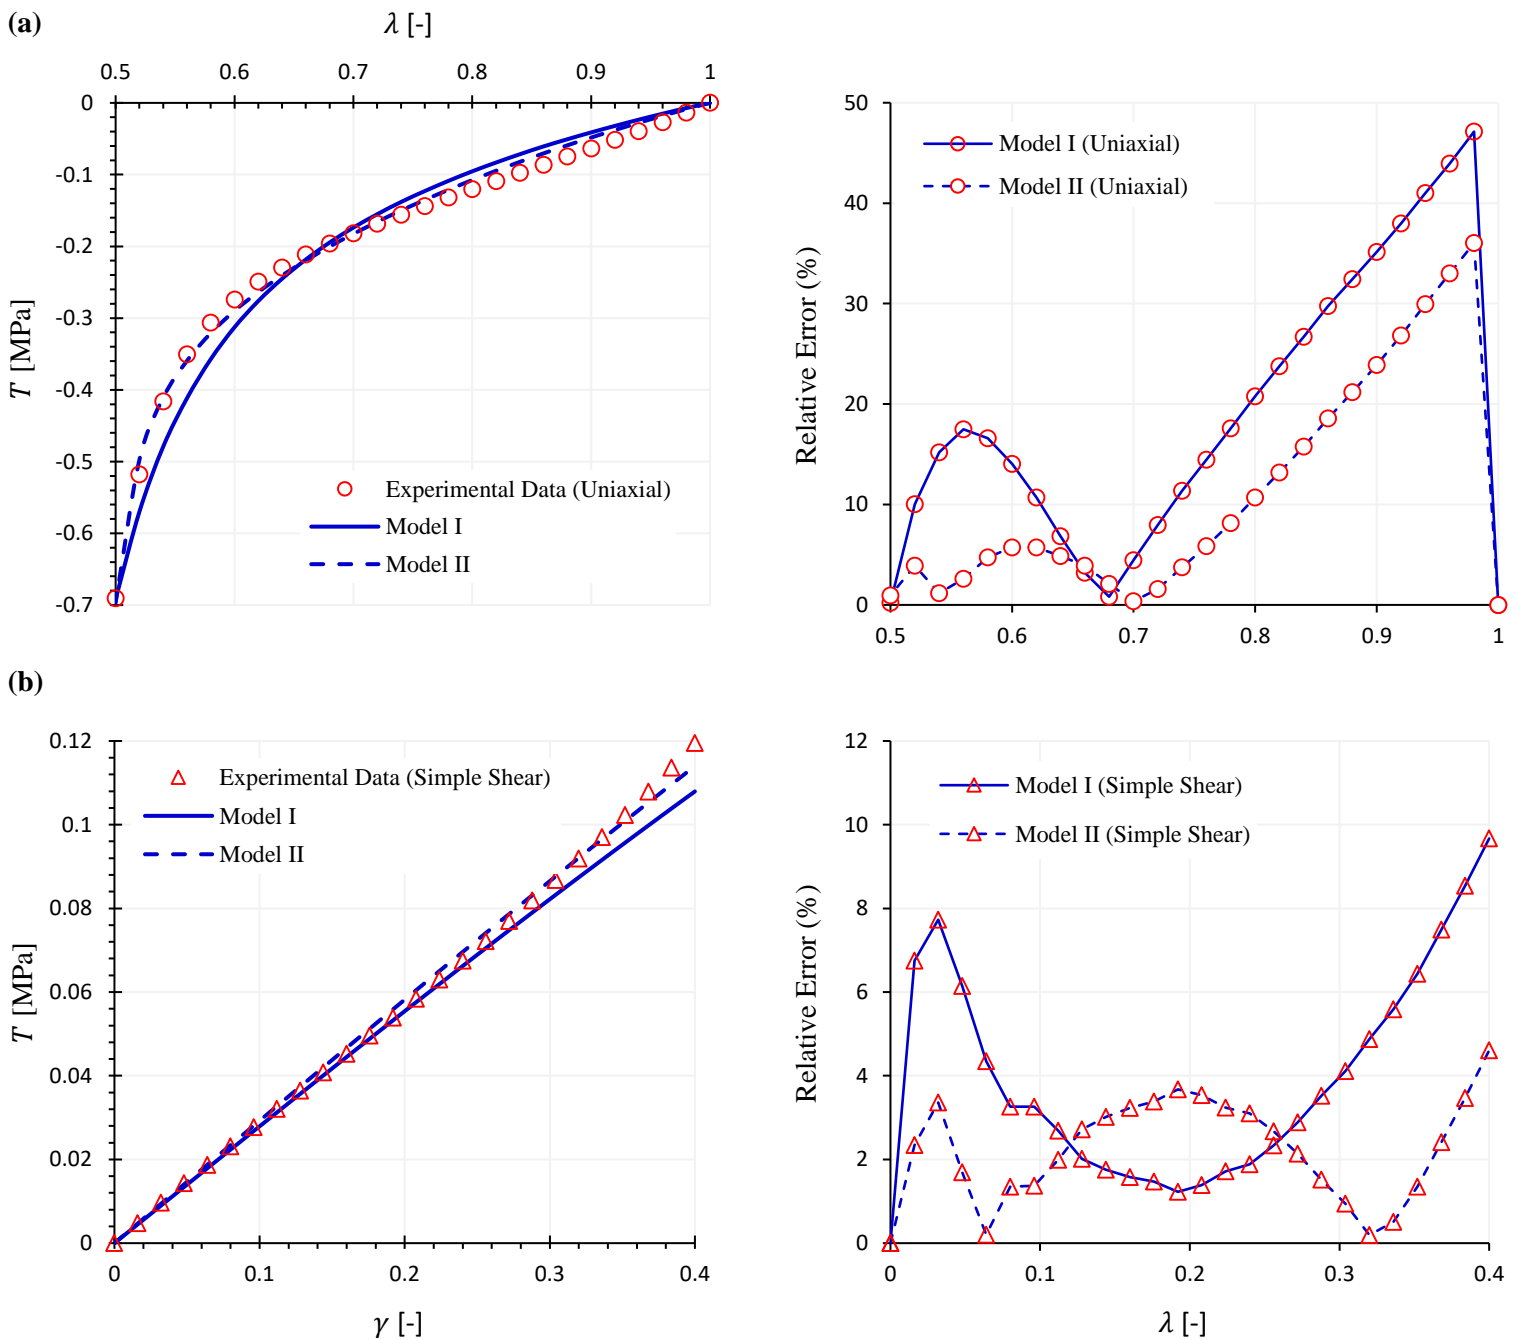 (a)
λ [-]
0.5 0.6 0.7 0.8 0.9 1
0
-0.1
-0.2
-0.3
-0.4
-0.5
-0.6
-0.7
T [MPa]
Experimental Data (Uniaxial)
Model I
Model II
50
40
30
20
10
0
Relative Error (%)
Model I (Uniaxial)
Model II (Uniaxial)
0.5 0.6 0.7 0.8 0.9 1
(b)
0.12
0.1
0.08
0.06
0.04
0.02
0
T [MPa]
Experimental Data (Simple Shear)
Model I
Model II
0 0.1 0.2 0.3 0.4
γ [-]
12
10
8
6
4
2
0
Relative Error (%)
Model I (Simple Shear)
Model II (Simple Shear)
0 0.1 0.2 0.3 0.4
λ [-]